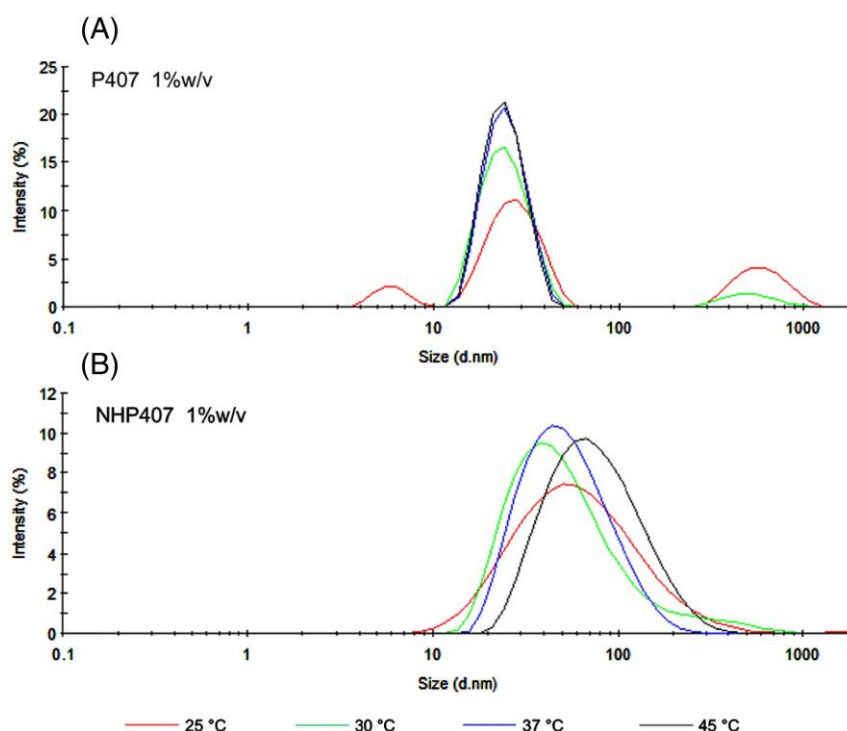 (A)
P407 1%w/v
25
20
15
10
5
0
Intensity (%)
0.1 1 10 100 1000
Size (d.nm)
(B)
NHP407 1%w/v
12
10
8
6
4
2
0
Intensity (%)
0.1 1 10 100 1000
Size (d.nm)
25 °C 30 °C 37 °C 45 °C